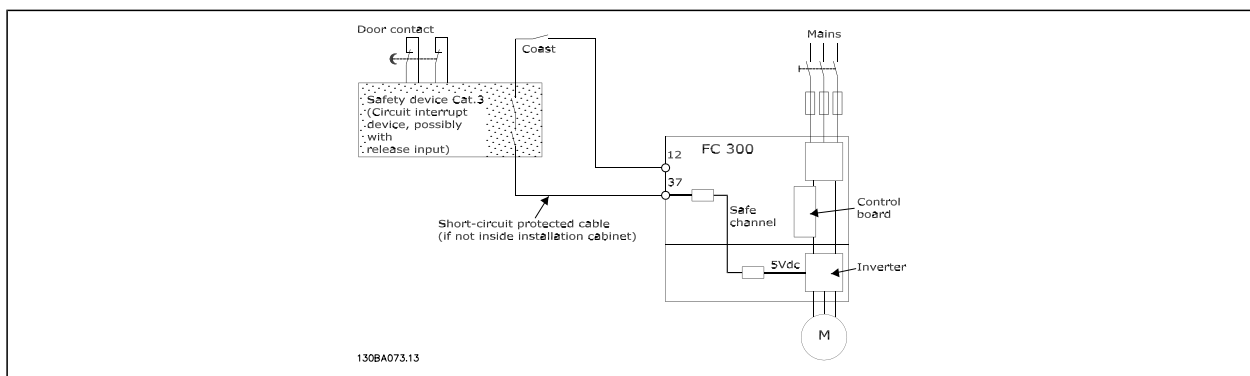 Door contact
Coast
Mains
Safety device Cat.3
(Circuit interrupt
device, possibly
with
release input)
12
FC 300
37
Safe
channel
Control
board
Short-circuit protected cable
(if not inside installation cabinet)
5Vdc
Inverter
M
130BA073.13